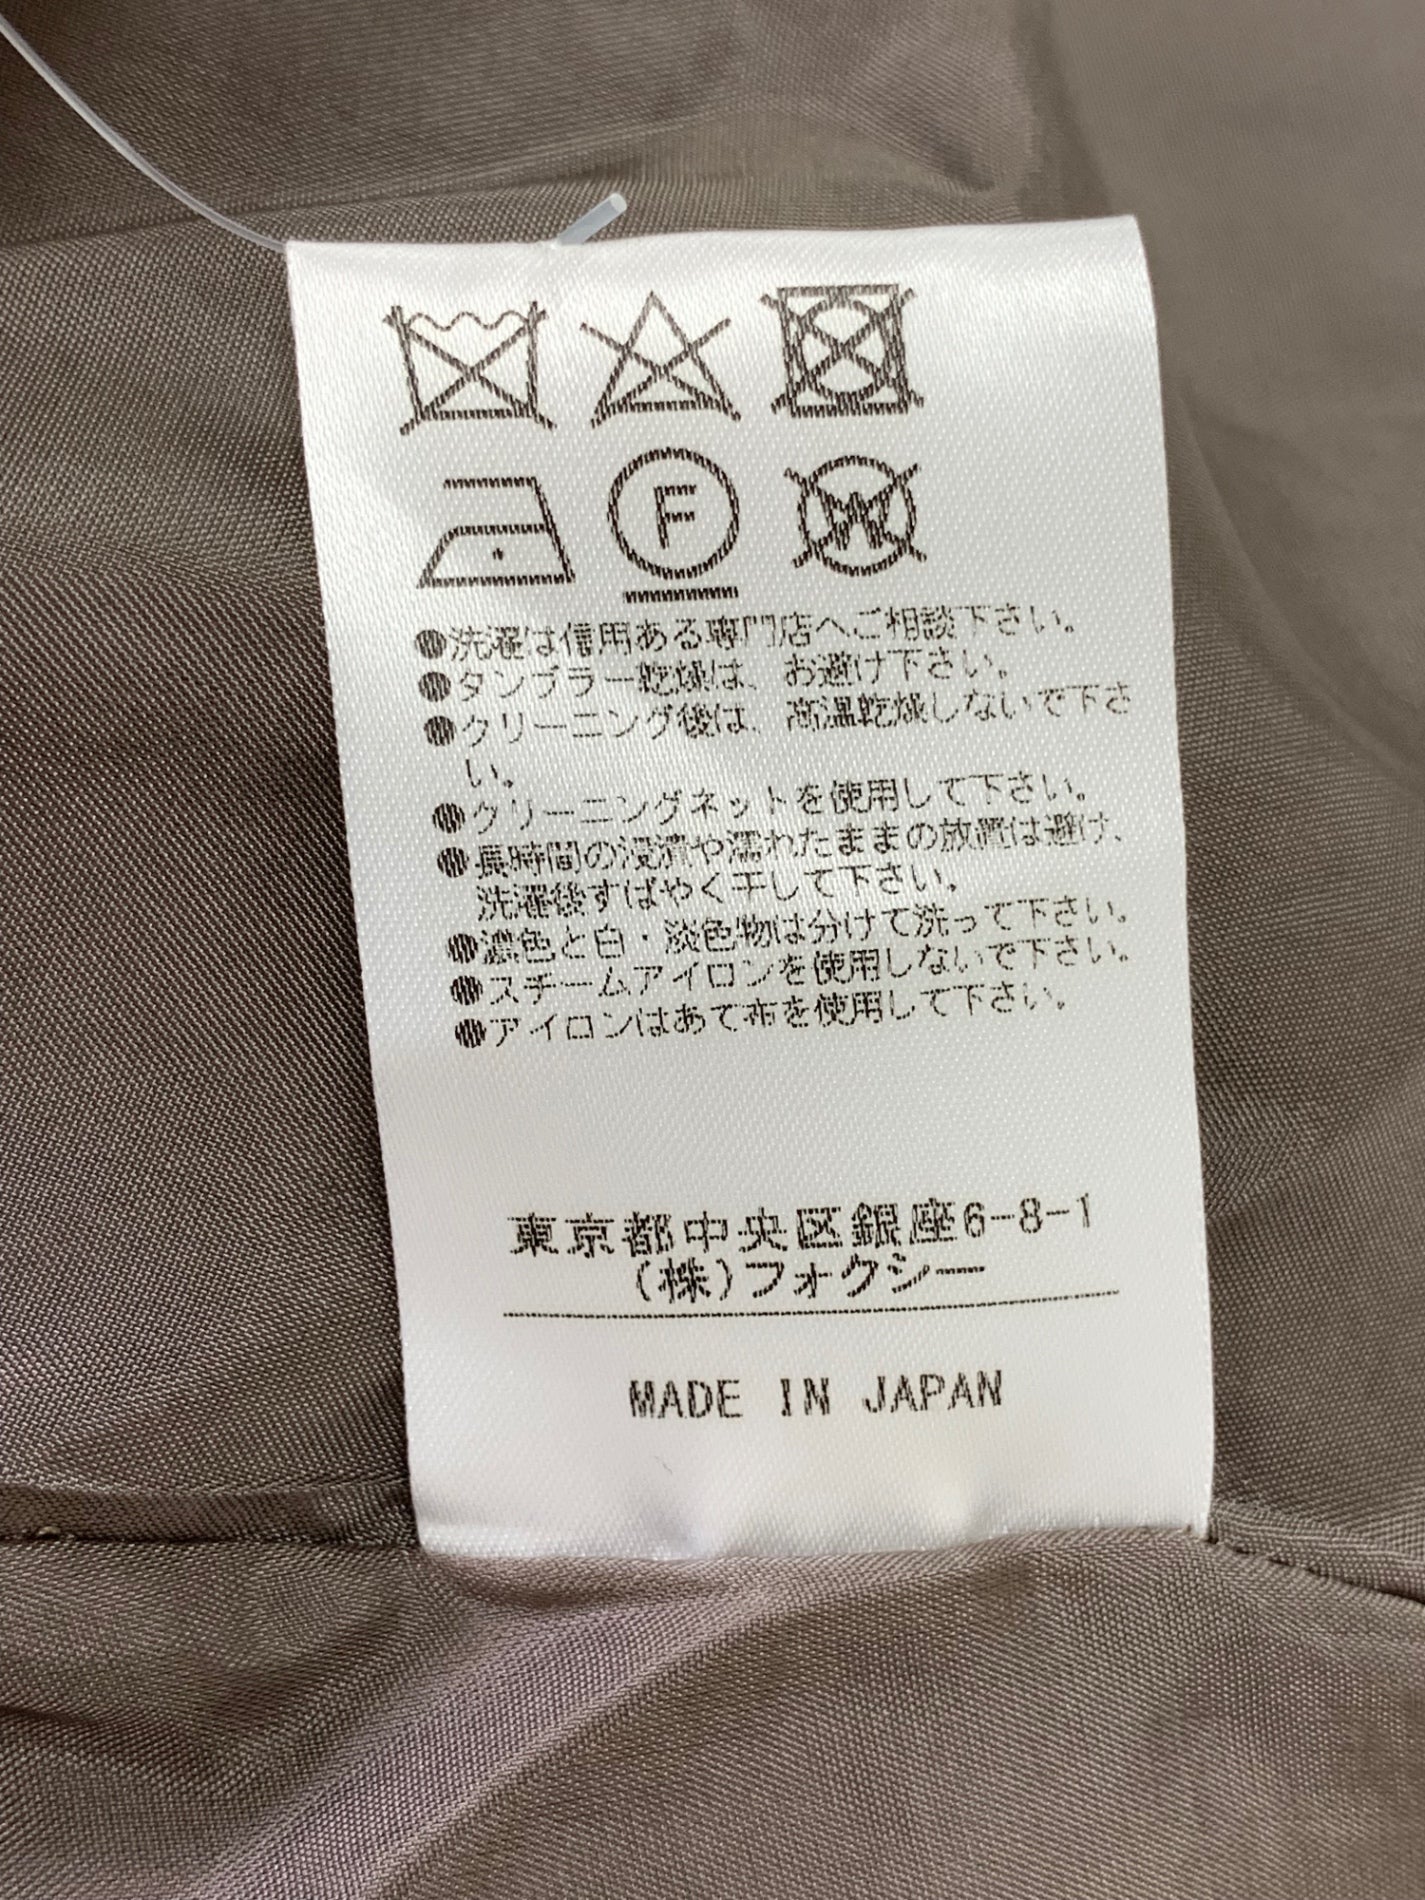 F
W
●洗濯は信用ある専門店へご相談下さい。
●タンブラー乾燥は、お避け下さい。
●クリーニング後は、高温乾燥しないで下さ
い。
●クリーニングネットを使用して下さい。
●長時間の浸漬や濡れたままの放置は避け、
洗濯後すばやく干して下さい。
●濃色と白・淡色物は分けて洗って下さい。
●スチームアイロンを使用しないで下さい。
●アイロンはあて布を使用して下さい。
東京都中央区銀座6-8-1
(株)フォクシー
MADE IN JAPAN